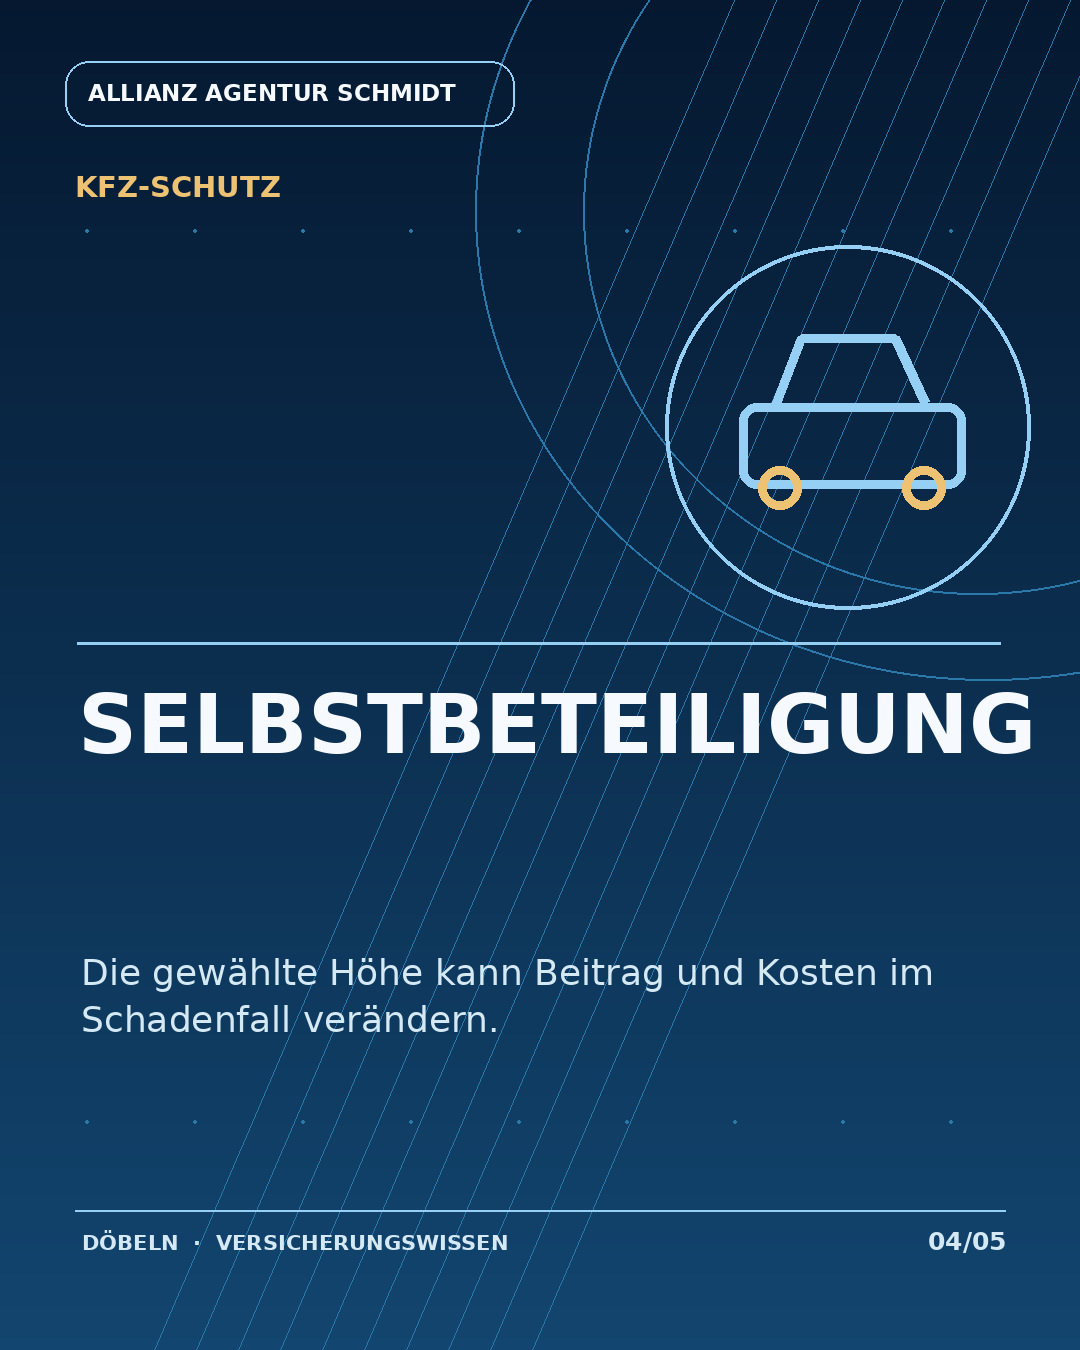 ALLIANZ AGENTUR SCHMIDT
KFZ-SCHUTZ
SELBSTBETEILIGUNG
Die gewählte Höhe kann Beitrag und Kosten im
Schadenfall verändern.
DÖBELN · VERSICHERUNGSWISSEN
04/05